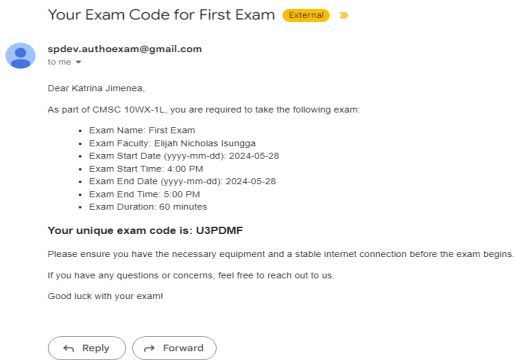 Your Exam Code for First Exam External
spdev.authoexam@gmail.com
to me
Dear Katrina Jimenea,
As part of CMSC 10WX-1L, you are required to take the following exam:
• Exam Name: First Exam
• Exam Faculty: Elijah Nicholas Isungga
• Exam Start Date (yyyy-mm-dd): 2024-05-28
• Exam Start Time: 4:00 PM
• Exam End Date (yyyy-mm-dd): 2024-05-28
• Exam End Time: 5:00 PM
• Exam Duration: 60 minutes
Your unique exam code is: U3PDMF
Please ensure you have the necessary equipment and a stable internet connection before the exam begins.
If you have any questions or concerns, feel free to reach out to us.
Good luck with your exam!
Reply Forward